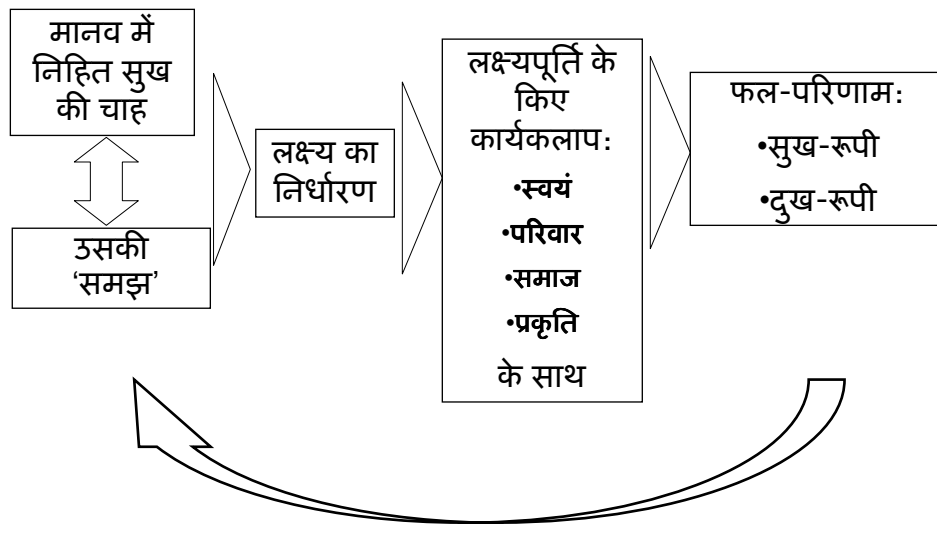 मानव में
निहित सुख
की चाह
उसकी
‘समझ’
लक्ष्य का
निर्धारण
लक्ष्यपूर्ति के
किए
कार्यकलाप:
•स्वयं
•परिवार
•समाज
•प्रकृति
के साथ
फल-परिणाम:
•सुख-रूपी
•दुख-रूपी